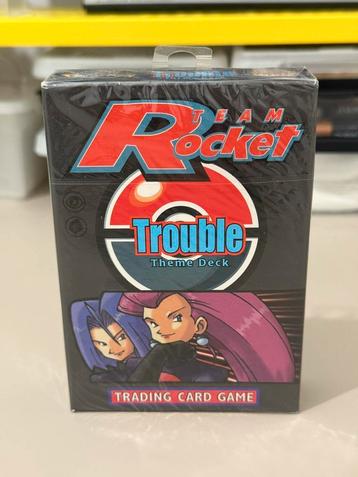 TEAM
Rocket
Trouble
Theme Deck
TRADING CARD GAME